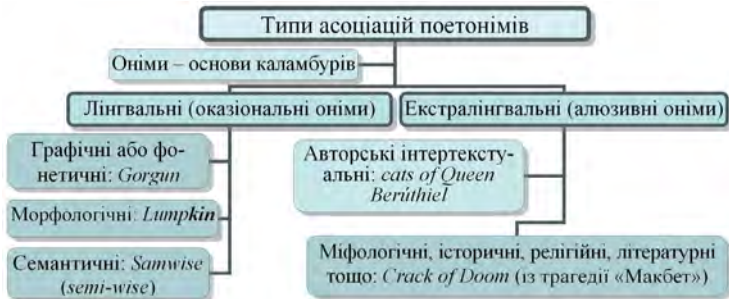 Типи асоціацій поетонімів
Оніми – основи каламбурів
Лінгвальні (оказіональні оніми)
Графічні або фо-
нетичні: Gorgun
Морфологічні: Lumpkin
Семантичні: Samwise
(semi-wise)
Екстралінгвальні (алюзивні оніми)
Авторські інтертексту-
альні: cats of Queen
Berúthiel
Міфологічні, історичні, релігійні, літературні
тощо: Crack of Doom (із трагедії «Макбет»)